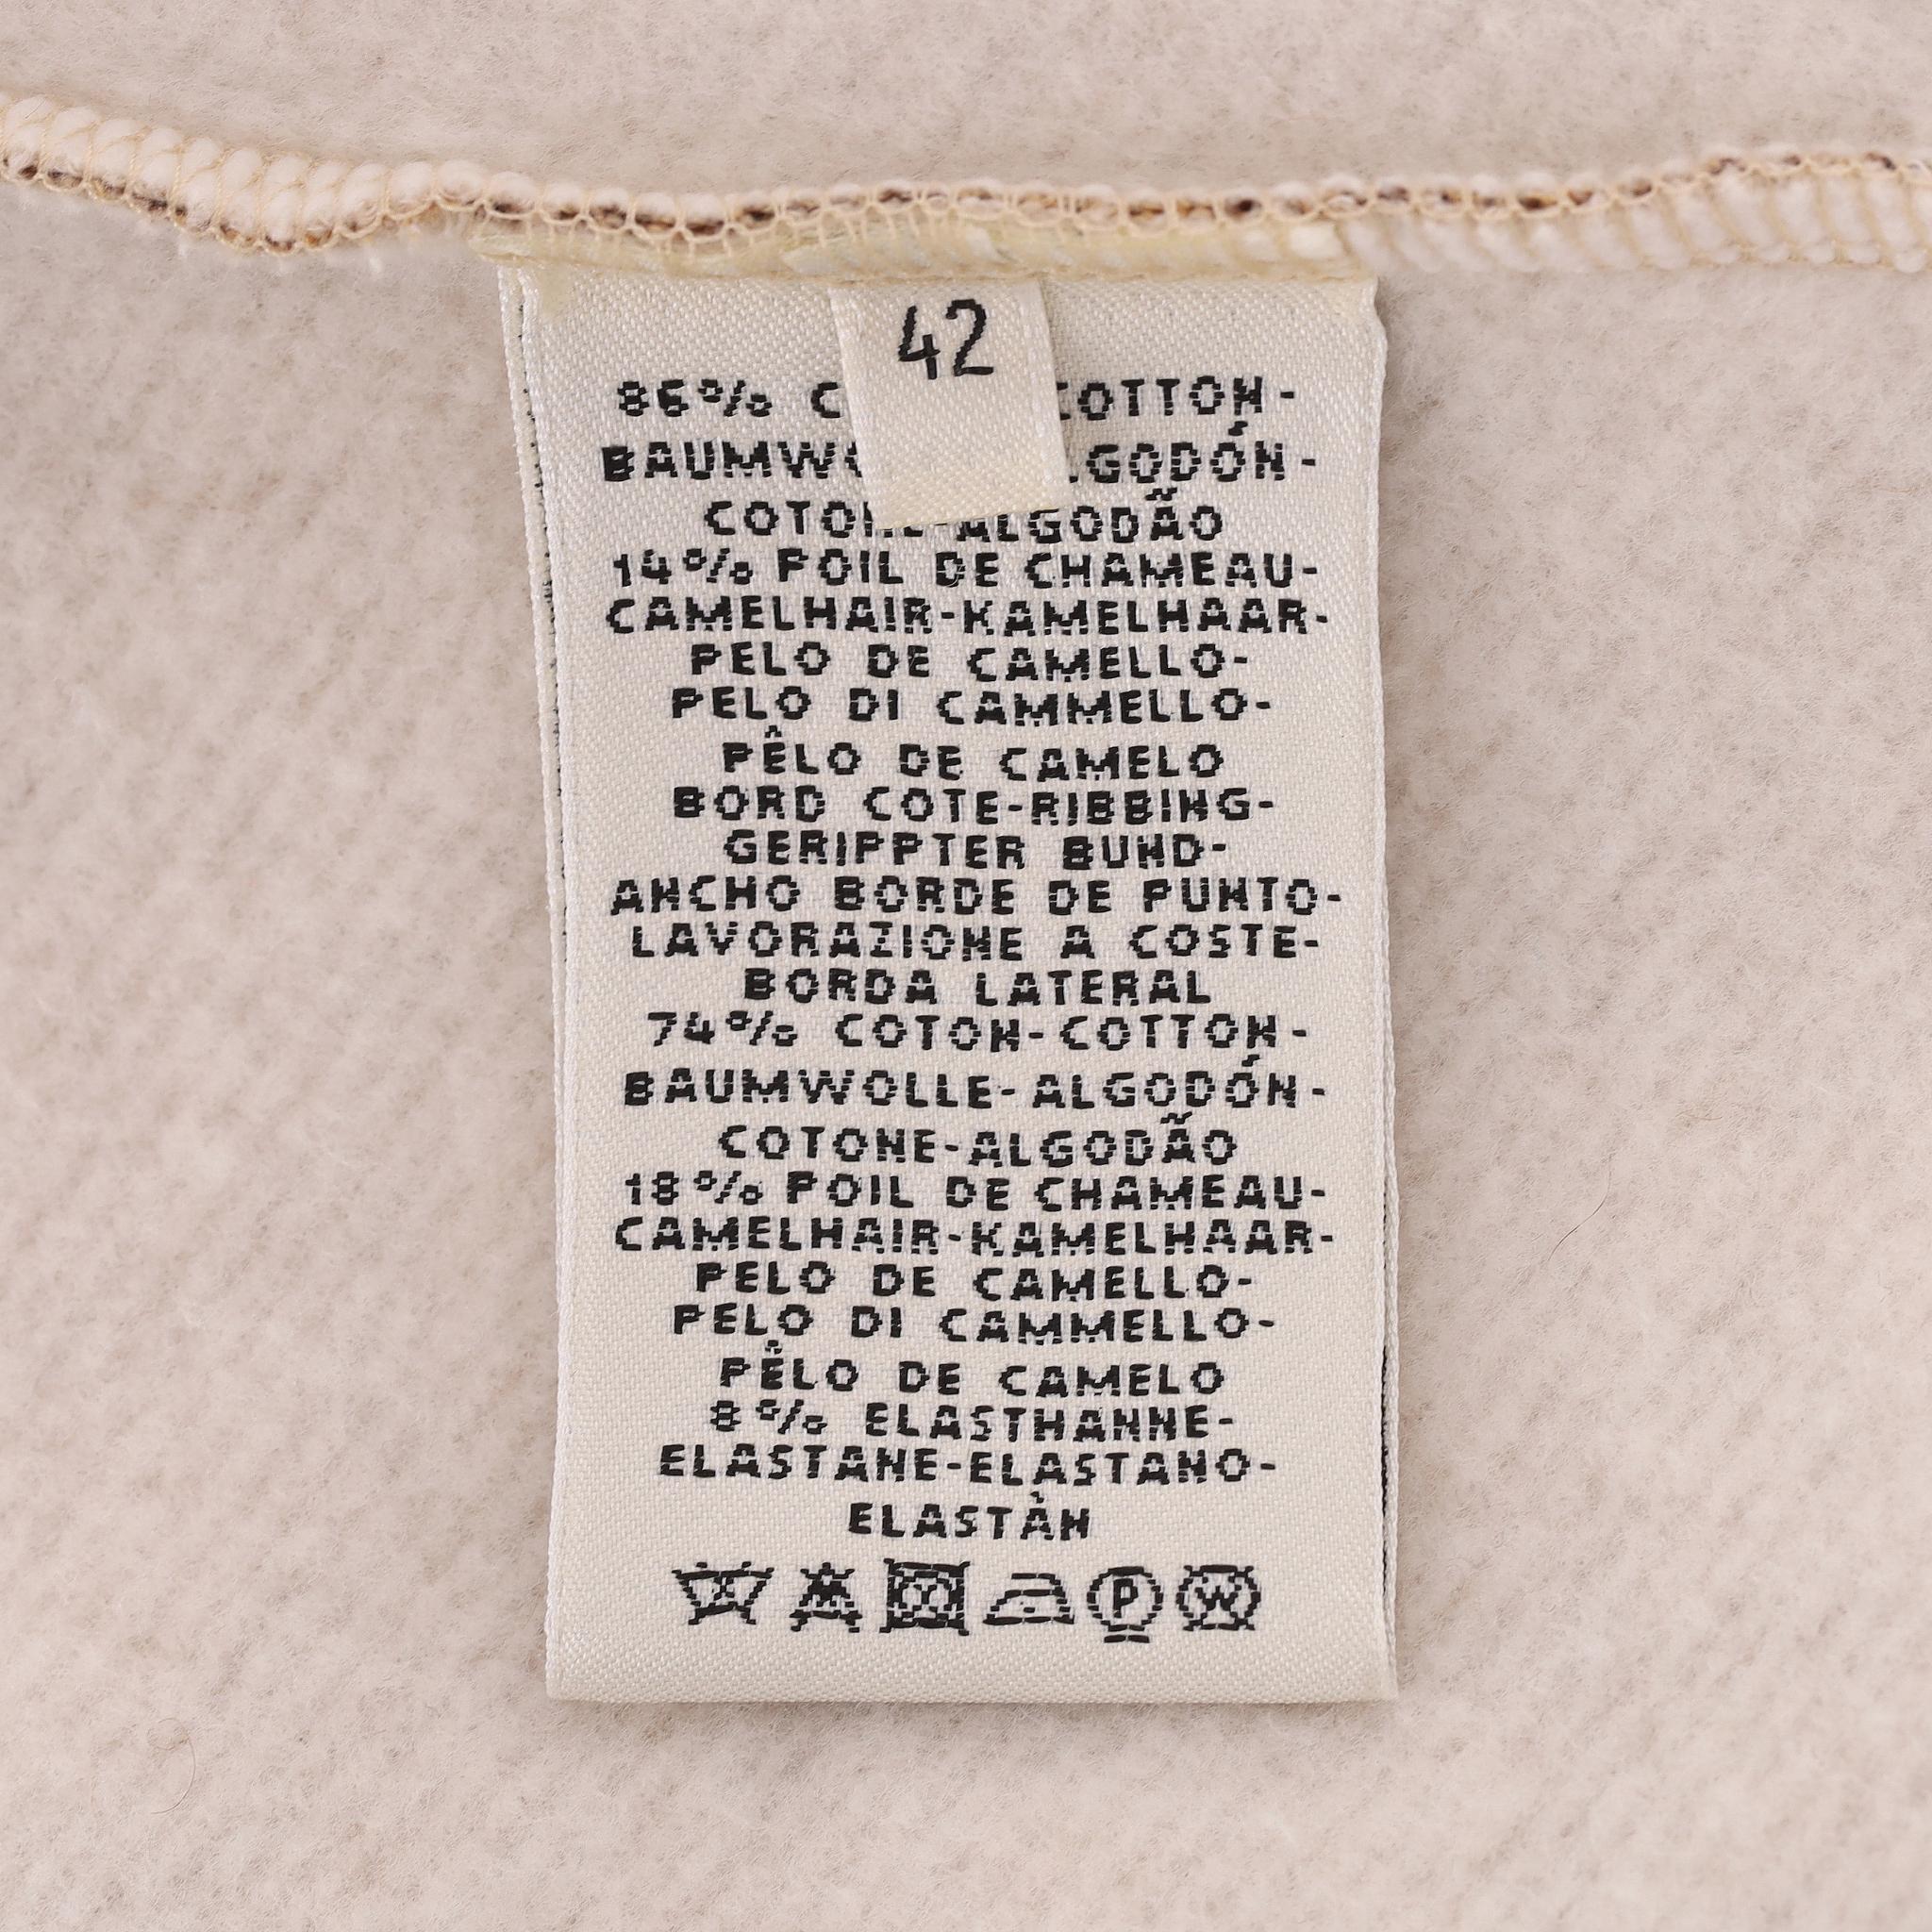 42
86% COTTON-
ALGODÓN-
ALGODÃO
14% POIL DE CHAMEAU-
CAMELHAIR-KAMELHAAR-
PELO DE CAMELLO-
PELO DI CAMMELLO-
PÊLO DE CAMELO
BORD COTE-RIBBING-
GERIPPTER BUND-
ANCHO BORDE DE PUNTO-
LAVORAZIONE A COSTE-
BORDA LATERAL
74% COTON-COTTON-
BAUMWOLLE-ALGODÓN-
COTONE-ALGODÃO
18% POIL DE CHAMEAU-
CAMELHAIR-KAMELHAAR-
PELO DE CAMELLO-
PELO DI CAMMELLO-
PÊLO DE CAMELO
8% ELASTHANNE-
ELASTANE-ELASTANO-
ELASTÀN
P W